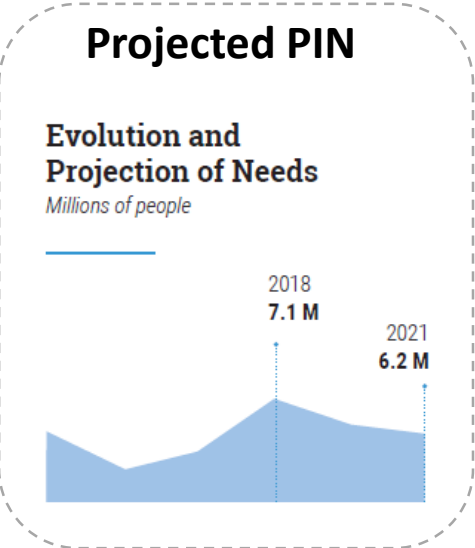 Projected PIN
Evolution and
Projection of Needs
Millions of people
2018
7.1 M
2021
6.2 M